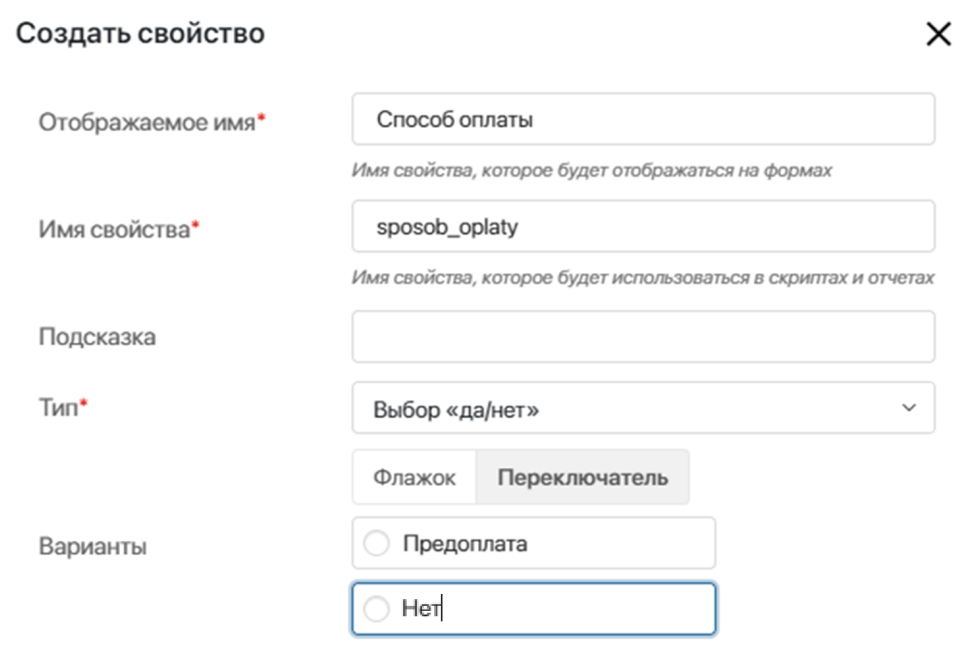 Создать свойство
Отображаемое имя* Способ оплаты
Имя свойства, которое будет отображаться на формах
Имя свойства* sposob_oplaty
Имя свойства, которое будет использоваться в скриптах и отчетах
Подсказка
Тип* Выбор «да/нет»
Флажок Переключатель
Варианты Предоплата
Нет